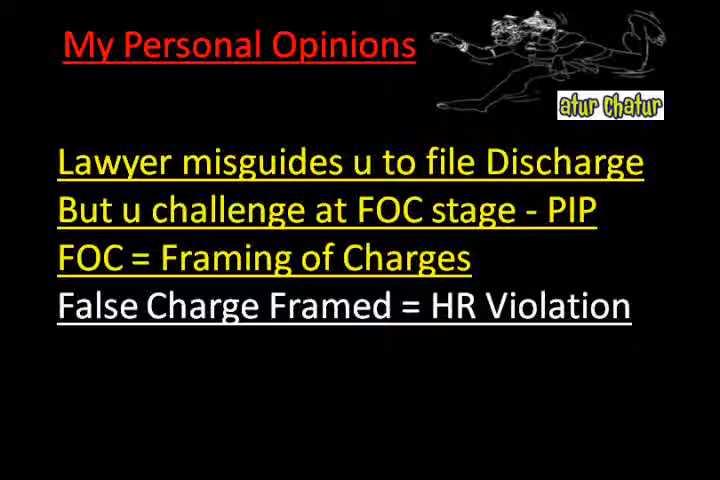 My Personal Opinions
atur chatur
Lawyer misguides u to file Discharge
But u challenge at FOC stage - PIP
FOC = Framing of Charges
False Charge Framed = HR Violation